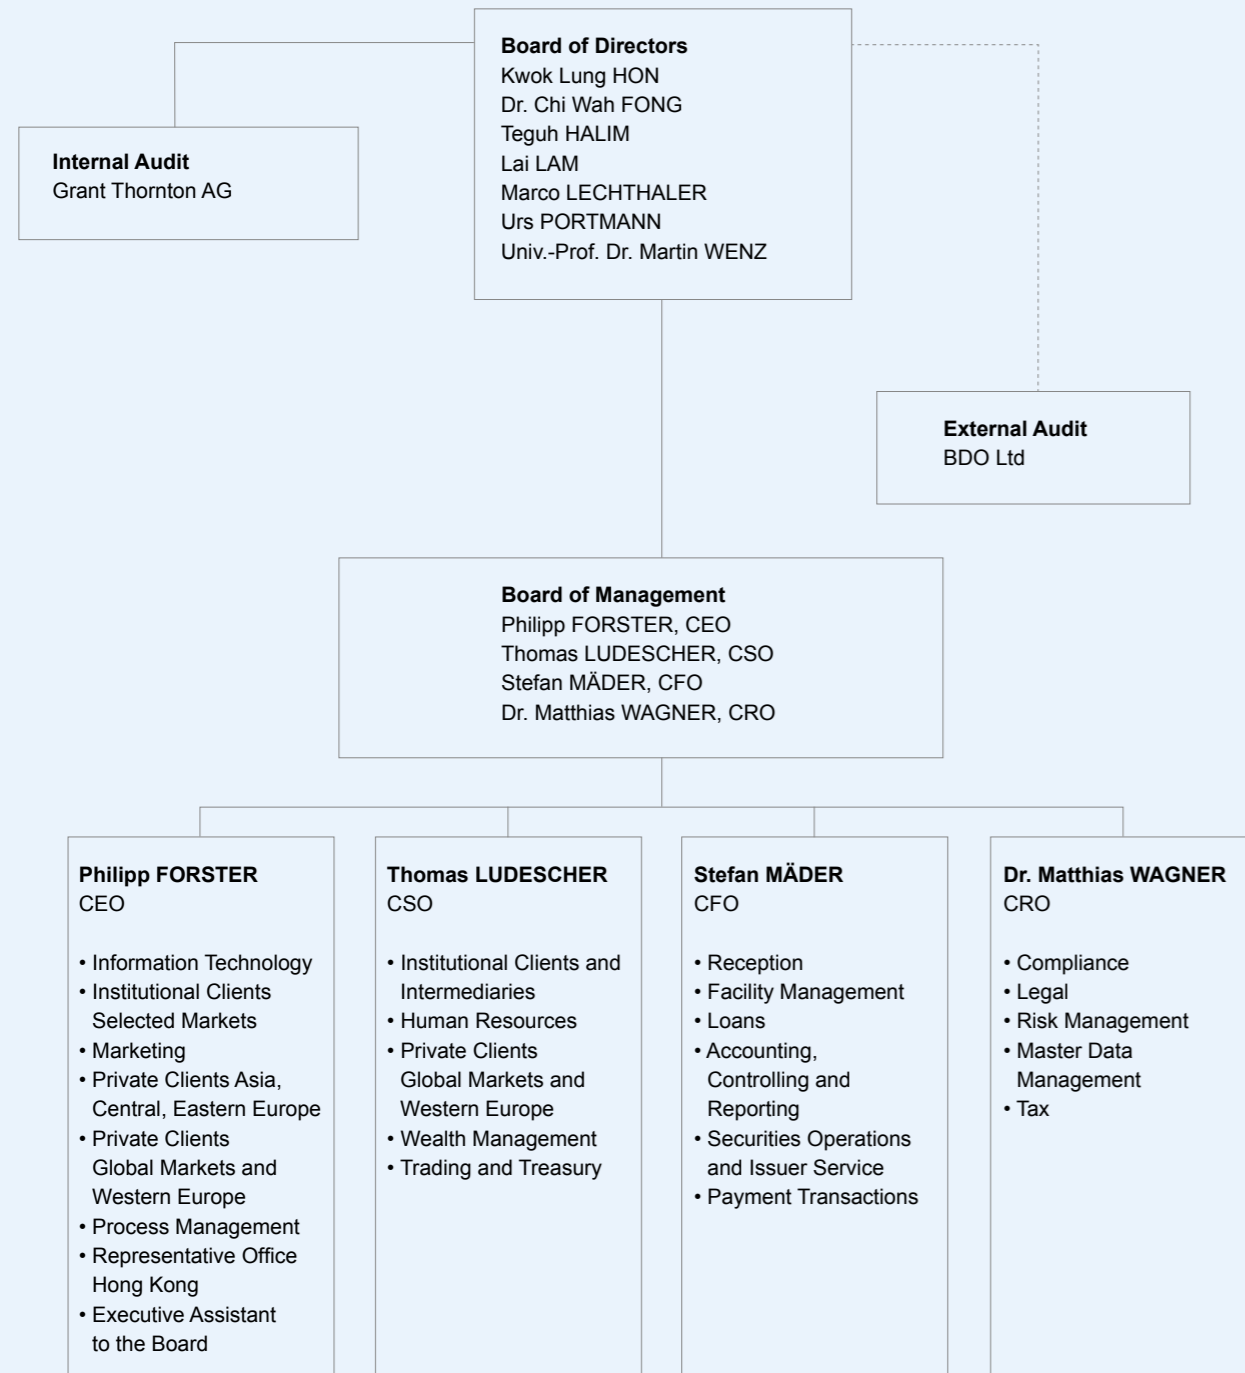 Board of Directors
Kwok Lung HON
Dr. Chi Wah FONG
Teguh HALIM
Lai LAM
Marco LECHTHALER
Urs PORTMANN
Univ.-Prof. Dr. Martin WENZ
Internal Audit
Grant Thornton AG
External Audit
BDO Ltd
Board of Management
Philipp FORSTER, CEO
Thomas LUDESCHER, CSO
Stefan MÄDER, CFO
Dr. Matthias WAGNER, CRO
Philipp FORSTER
CEO
• Information Technology
• Institutional Clients
Selected Markets
• Marketing
• Private Clients Asia,
Central, Eastern Europe
• Private Clients
Global Markets and
Western Europe
• Process Management
• Representative Office
Hong Kong
• Executive Assistant
to the Board
Thomas LUDESCHER
CSO
• Institutional Clients and
Intermediaries
• Human Resources
• Private Clients
Global Markets and
Western Europe
• Wealth Management
• Trading and Treasury
Stefan MÄDER
CFO
• Reception
• Facility Management
• Loans
• Accounting,
Controlling and
Reporting
• Securities Operations
and Issuer Service
• Payment Transactions
Dr. Matthias WAGNER
CRO
• Compliance
• Legal
• Risk Management
• Master Data
Management
• Tax